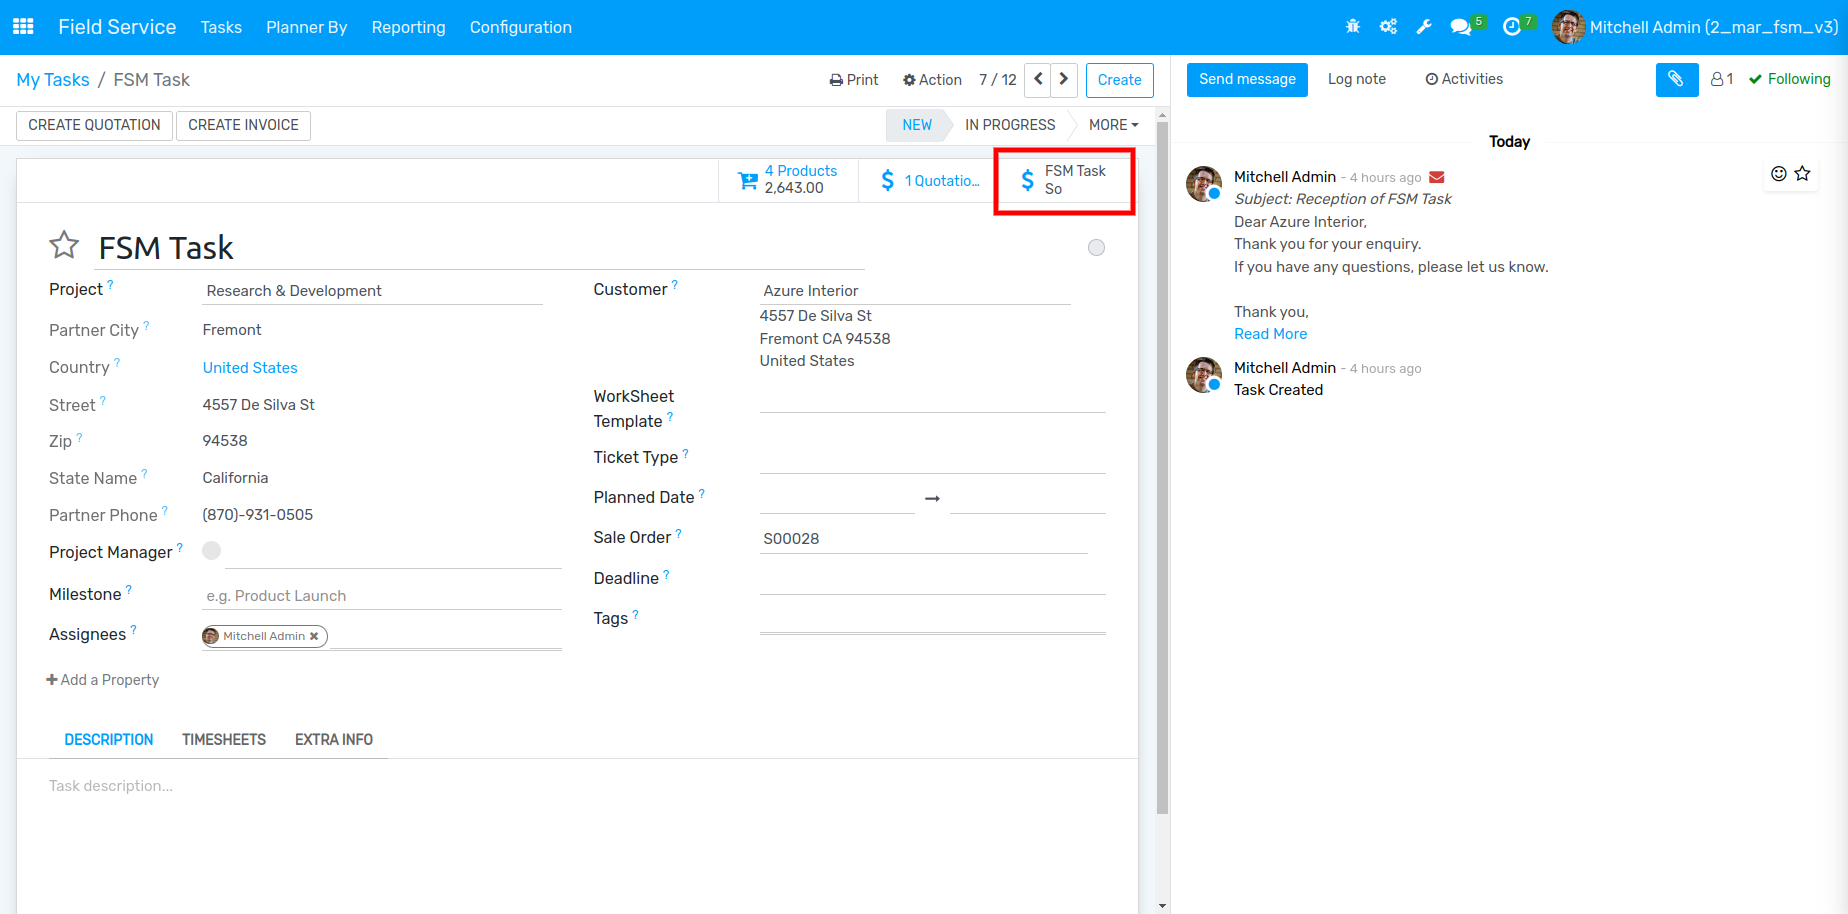 Field Service Tasks Planner By Reporting Configuration 5 7 Mitchell Admin (2_mar_fsm_v3)
My Tasks / FSM Task Print Action 7 / 12 Create
Send message Log note Activities 1 Following
CREATE QUOTATION CREATE INVOICE NEW IN PROGRESS MORE
4 Products
2,643.00
1 Quotatio...
FSM Task
So
FSM Task
Project ? Research & Development
Partner City ? Fremont
Country ? United States
Street ? 4557 De Silva St
Zip ? 94538
State Name ? California
Partner Phone ? (870)-931-0505
Project Manager ?
Milestone ? e.g. Product Launch
Assignees ? Mitchell Admin
Add a Property
Customer ? Azure Interior
4557 De Silva St
Fremont CA 94538
United States
WorkSheet
Template ?
Ticket Type ?
Planned Date ?
Sale Order ? S00028
Deadline ?
Tags ?
DESCRIPTION TIMESHEETS EXTRA INFO
Task description...
Today
Mitchell Admin - 4 hours ago
Subject: Reception of FSM Task
Dear Azure Interior,
Thank you for your enquiry.
If you have any questions, please let us know.
Thank you,
Read More
Mitchell Admin - 4 hours ago
Task Created